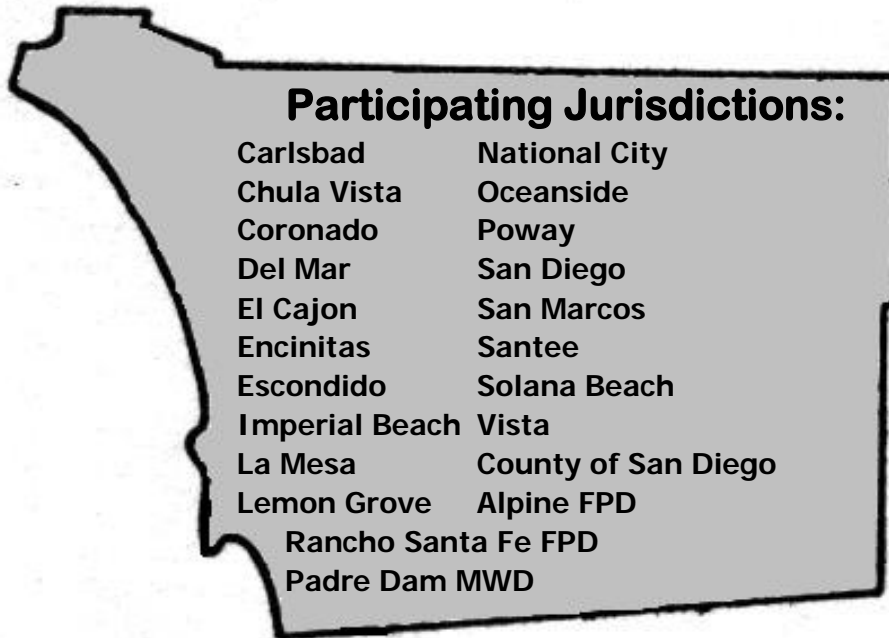 Participating Jurisdictions:
Carlsbad National City
Chula Vista Oceanside
Coronado Poway
Del Mar San Diego
El Cajon San Marcos
Encinitas Santee
Escondido Solana Beach
Imperial Beach Vista
La Mesa County of San Diego
Lemon Grove Alpine FPD
Rancho Santa Fe FPD
Padre Dam MWD